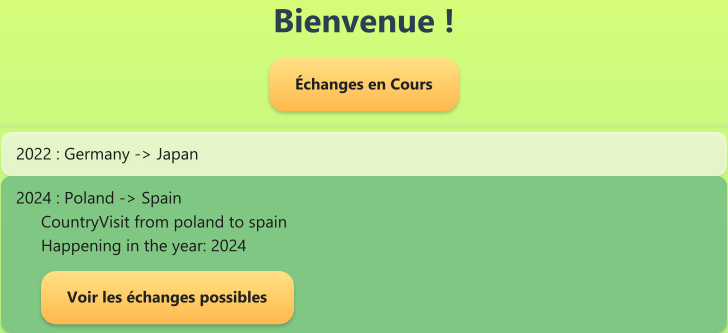 Bienvenue !
Échanges en Cours
2022 : Germany -> Japan
2024 : Poland -> Spain
CountryVisit from poland to spain
Happening in the year: 2024
Voir les échanges possibles